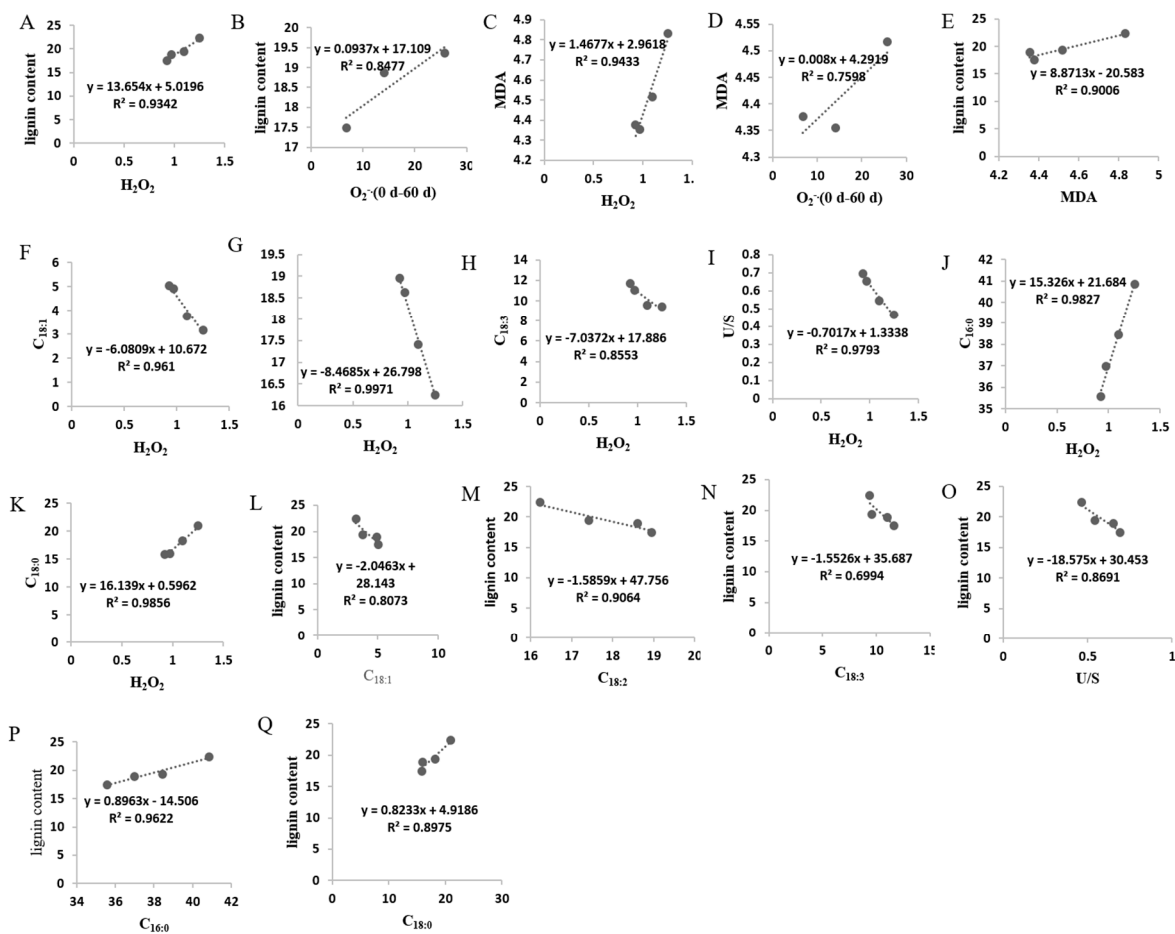 A
lignin content
25
20
15
10
5
0
y = 13.654x + 5.0196
R² = 0.9342
0
0.5
1
1.5
H₂O₂
B
lignin content
20
19.5
19
18.5
18
17.5
17
y = 0.0937x + 17.109
R² = 0.8477
0
10
20
30
O₂⁻·(0 d-60 d)
C
MDA
4.9
4.8
4.7
4.6
4.5
4.4
4.3
4.2
y = 1.4677x + 2.9618
R² = 0.9433
0
0.5
1
1.
H₂O₂
D
MDA
4.55
4.5
4.45
4.4
4.35
4.3
y = 0.008x + 4.2919
R² = 0.7598
0
10
20
30
O₂⁻·(0 d-60 d)
E
lignin content
25
20
15
10
5
0
y = 8.8713x - 20.583
R² = 0.9006
4.2
4.4
4.6
4.8
5
MDA
F
C₁₈:₁
6
5
4
3
2
1
0
y = -6.0809x + 10.672
R² = 0.961
0
0.5
1
1.5
H₂O₂
G
19.5
19
18.5
18
17.5
17
16.5
16
y = -8.4685x + 26.798
R² = 0.9971
0
0.5
1
1.5
H₂O₂
H
C₁₈:₃
14
12
10
8
6
4
2
0
y = -7.0372x + 17.886
R² = 0.8553
0
0.5
1
1.5
H₂O₂
I
U/S
0.8
0.7
0.6
0.5
0.4
0.3
0.2
0.1
0
y = -0.7017x + 1.3338
R² = 0.9793
0
0.5
1
1.5
H₂O₂
J
C₁₆:₀
42
41
40
39
38
37
36
35
y = 15.326x + 21.684
R² = 0.9827
0
0.5
1
1.5
H₂O₂
K
C₁₈:₀
25
20
15
10
5
0
y = 16.139x + 0.5962
R² = 0.9856
0
0.5
1
1.5
H₂O₂
L
lignin content
25
20
15
10
5
0
y = -2.0463x +
28.143
R² = 0.8073
0
5
10
C₁₈:₁
M
lignin content
25
20
15
10
5
0
y = -1.5859x + 47.756
R² = 0.9064
16
17
18
19
20
C₁₈:₂
N
lignin content
25
20
15
10
5
0
y = -1.5526x + 35.687
R² = 0.6994
0
5
10
15
C₁₈:₃
O
lignin content
25
20
15
10
5
0
y = -18.575x + 30.453
R² = 0.8691
0
0.5
1
U/S
P
lignin content
25
20
15
10
5
0
y = 0.8963x - 14.506
R² = 0.9622
34
36
38
40
42
C₁₆:₀
Q
lignin content
25
20
15
10
5
0
y = 0.8233x + 4.9186
R² = 0.8975
0
10
20
30
C₁₈:₀